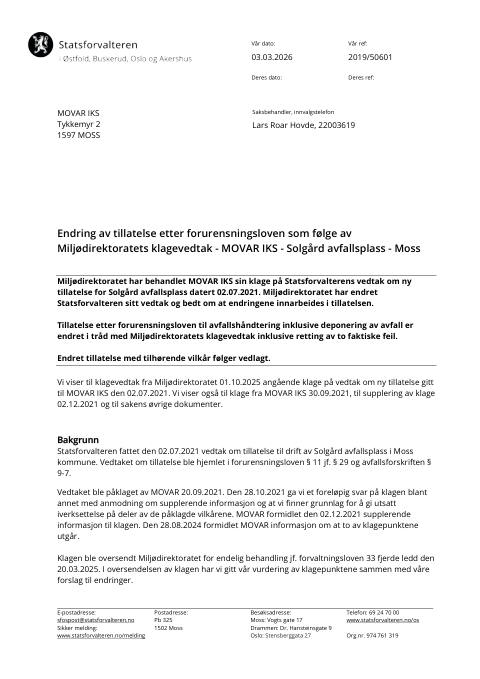 Statsforvalteren
- Østfold, Buskerud, Oslo og Akershus
Vår dato:
Vår ref:
03.03.2026
2019/50601
Deres dato:
Deres ref:
MOVAR IKS
Tykkemyr 2
1597 MOSS
Saksbehandler, innvalgstelefon
Lars Roar Hovde, 22003619
Endring av tillatelse etter forurensningsloven som følge av
Miljødirektoratets klagevedtak - MOVAR IKS - Solgård avfallsplass - Moss
Miljødirektoratet har behandlet MOVAR IKS sin klage på Statsforvalterens vedtak om ny
tillatelse for Solgård avfallsplass datert 02.07.2021. Miljødirektoratet har endret
Statsforvalteren sitt vedtak og bedt om at endringene innarbeides i tillatelsen.
Tillatelse etter forurensningsloven til avfallshåndtering inklusive deponering av avfall er
endret i tråd med Miljødirektoratets klagevedtak inklusive retting av to faktiske feil.
Endret tillatelse med tilhørende vilkår følger vedlagt.
Vi viser til klagevedtak fra Miljødirektoratet 01.10.2025 angående klage på vedtak om ny tillatelse gitt
til MOVAR IKS den 02.07.2021. Vi viser også til klage fra MOVAR IKS 30.09.2021, til supplering av klage
02.12.2021 og til sakens øvrige dokumenter.
Bakgrunn
Statsforvalteren fattet den 02.07.2021 vedtak om tillatelse til drift av Solgård avfallsplass i Moss
kommune. Vedtaket om tillatelse ble hjemlet i forurensningsloven § 11 jf. § 29 og avfallsforskriften §
9-7.
Vedtaket ble påklaget av MOVAR 20.09.2021. Den 28.10.2021 ga vi et foreløpig svar på klagen blant
annet med anmodning om supplerende informasjon og at vi finner grunnlag for å gi utsatt
iverksettelse på deler av de påklagde vilkårene. MOVAR formidlet den 02.12.2021 supplerende
informasjon til klagen. Den 28.08.2024 formidlet MOVAR informasjon om at to av klagepunktene
utgår.
Klagen ble oversendt Miljødirektoratet for endelig behandling jf. forvaltningsloven 33 fjerde ledd den
20.03.2025. I oversendelsen av klagen har vi gitt vår vurdering av klagepunktene sammen med våre
forslag til endringer.
E-postadresse:
sfospost@statsforvalteren.no
Sikker melding:
www.statsforvalteren.no/melding
Postadresse:
Pb 325
1502 Moss
Besøksadresse:
Moss: Vogts gate 17
Drammen: Dr. Hansteinsgate 9
Oslo: Stensberggata 27
Telefon: 69 24 70 00
www.statsforvalteren.no/os
Org.nr. 974 761 319